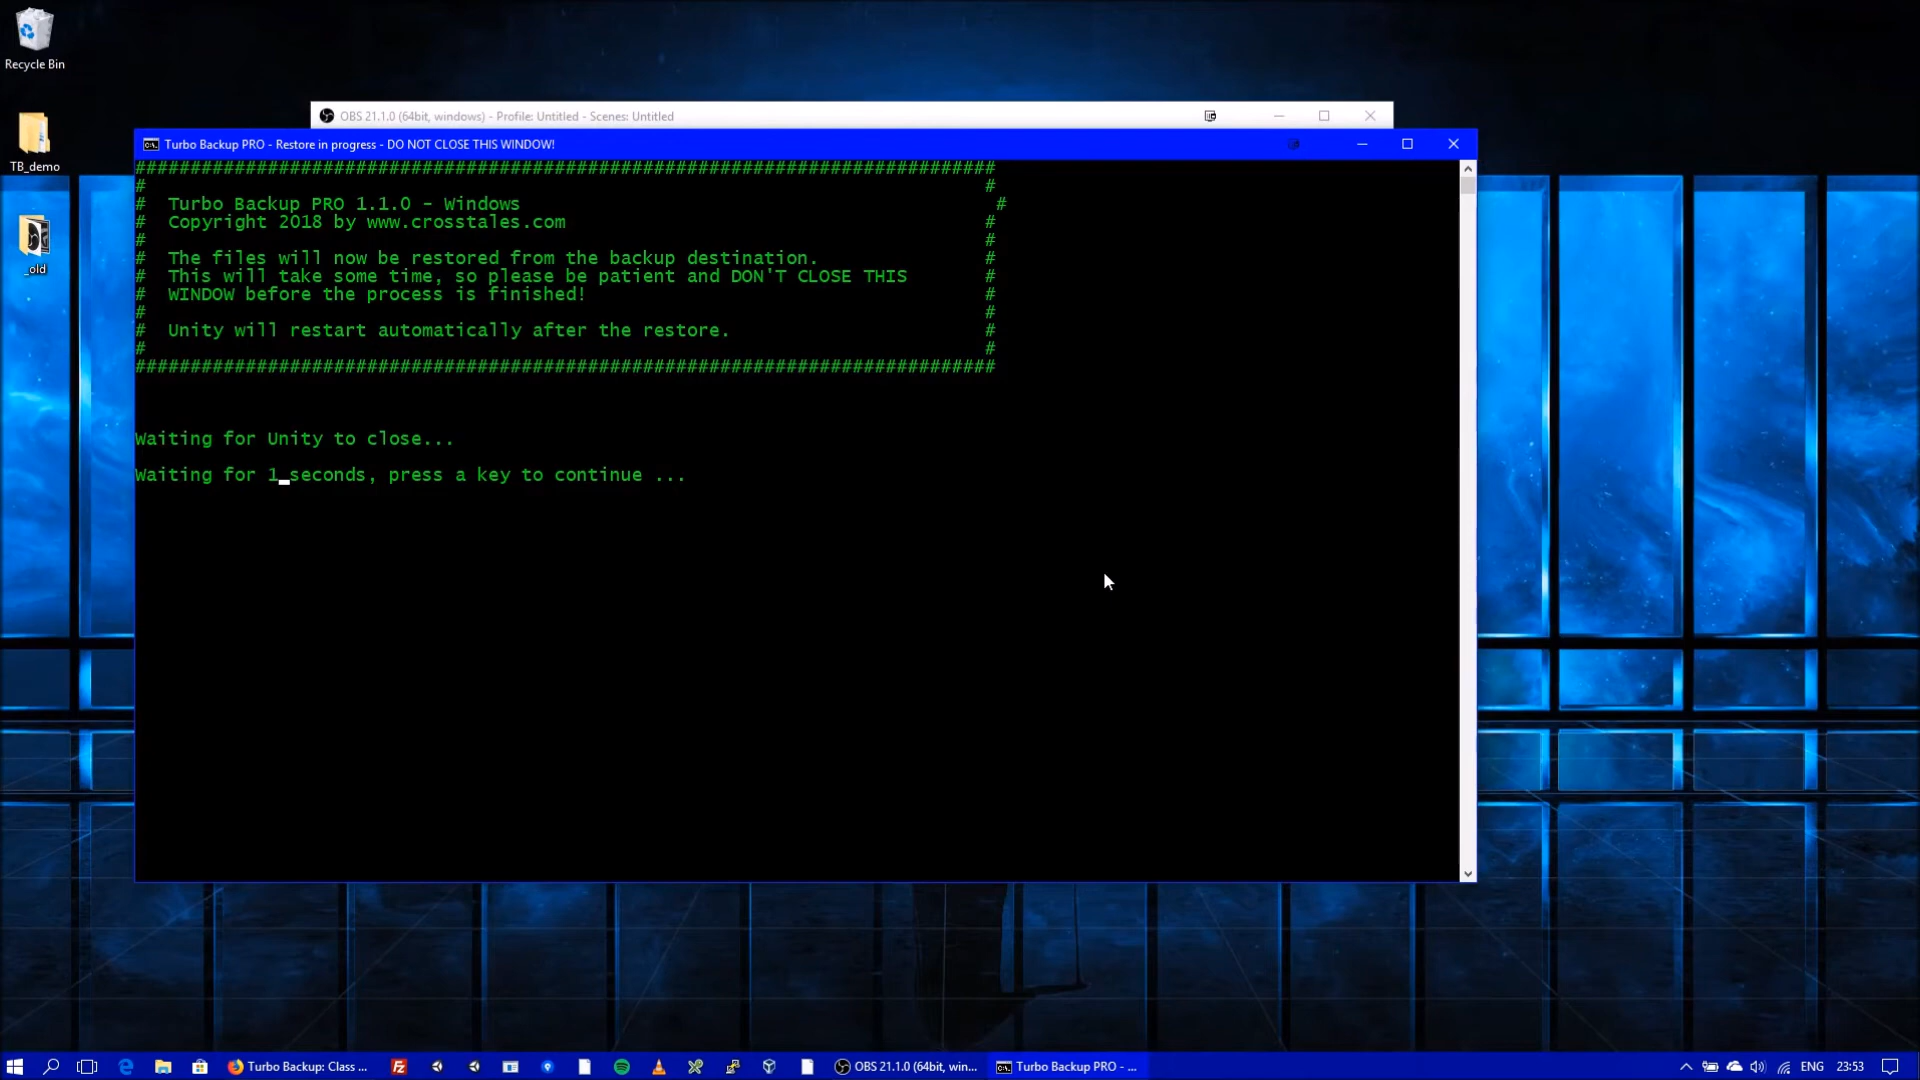 Recycle Bin
TB_demo
_old
OBS 21.1.0 (64bit, windows) - Profile: Untitled - Scenes: Untitled
Turbo Backup PRO - Restore in progress - DO NOT CLOSE THIS WINDOW!
##############################################################################
#                                                                            #
#  Turbo Backup PRO 1.1.0 - Windows                                           #
#  Copyright 2018 by www.crosstales.com                                      #
#                                                                            #
#  The files will now be restored from the backup destination.               #
#  This will take some time, so please be patient and DON'T CLOSE THIS       #
#  WINDOW before the process is finished!                                    #
#                                                                            #
#  Unity will restart automatically after the restore.                       #
#                                                                            #
##############################################################################
Waiting for Unity to close...
Waiting for 1 seconds, press a key to continue ...
Turbo Backup: Class ...
OBS 21.1.0 (64bit, win...
Turbo Backup PRO - ...
ENG
23:53